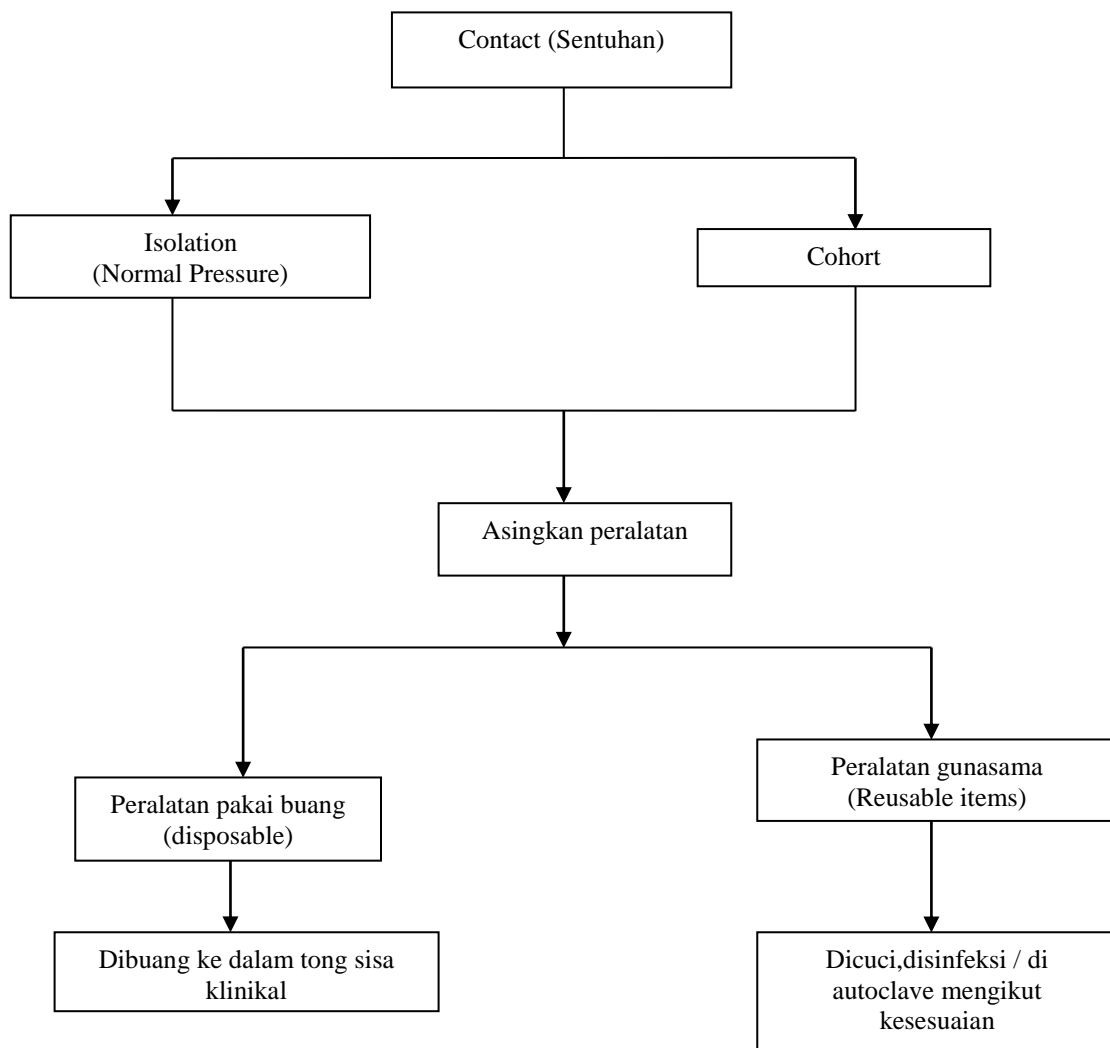 Contact (Sentuhan)
Isolation
(Normal Pressure)
Cohort
Asingkan peralatan
Peralatan pakai buang
(disposable)
Peralatan gunasama
(Reusable items)
Dibuang ke dalam tong sisa
klinikal
Dicuci,disinfeksi / di
autoclave mengikut
kesesuaian